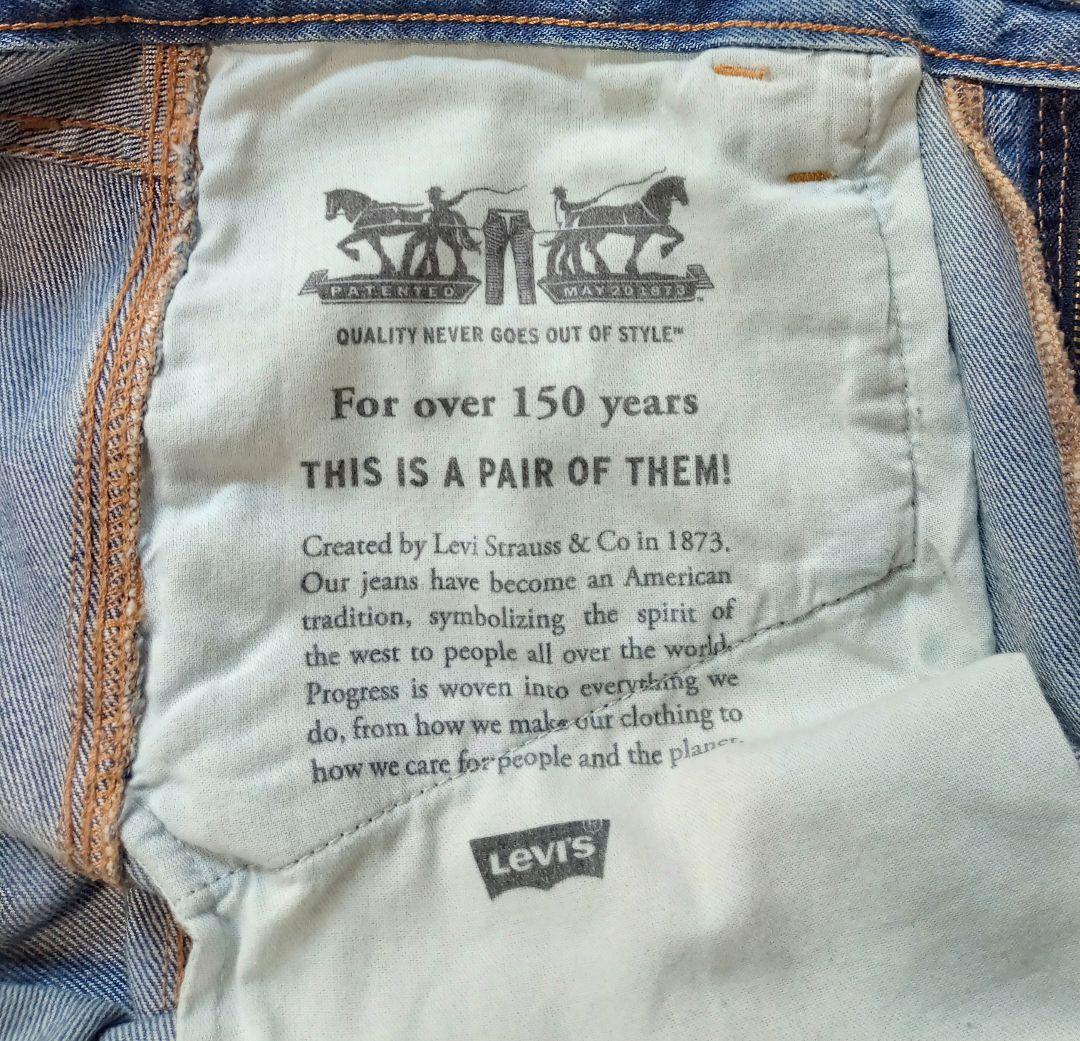 PATENTED MAY 20 1873 ™
QUALITY NEVER GOES OUT OF STYLE™
For over 150 years
THIS IS A PAIR OF THEM!
Created by Levi Strauss & Co in 1873.
Our jeans have become an American
tradition, symbolizing the spirit of
the west to people all over the world.
Progress is woven into everything we
do, from how we make our clothing to
how we care for people and the planet.
LEVI'S ®